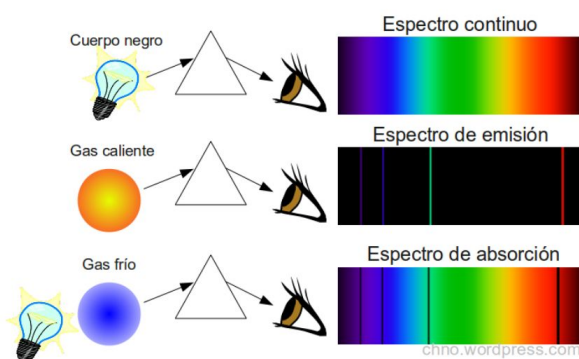 Cuerpo negro
Espectro continuo
Gas caliente
Espectro de emisión
Gas frío
Espectro de absorción
chno.wordpress.com